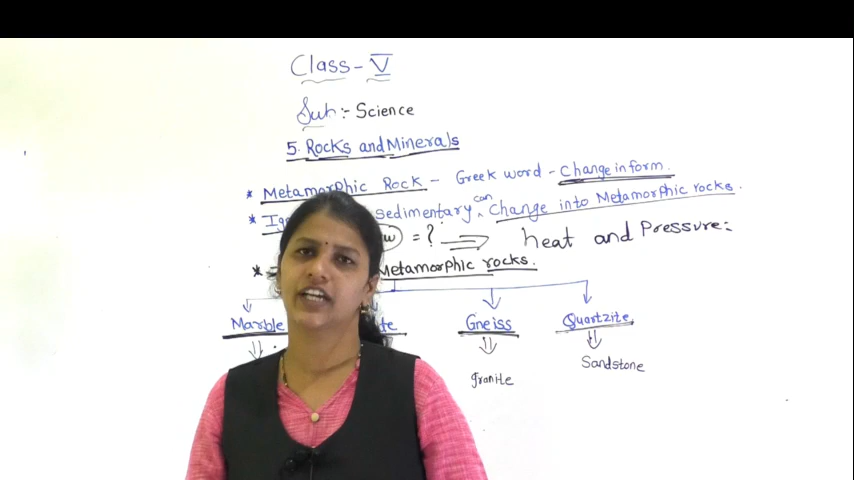 Class - V
Sub :- Science
5. Rocks and Minerals
* Metamorphic Rock - Greek word - Change in form.
* sedimentary can Change into Metamorphic rocks.
= ? ⇒ heat and Pressure:
* Metamorphic rocks.
Marble Gneiss Quartzite
granite Sandstone